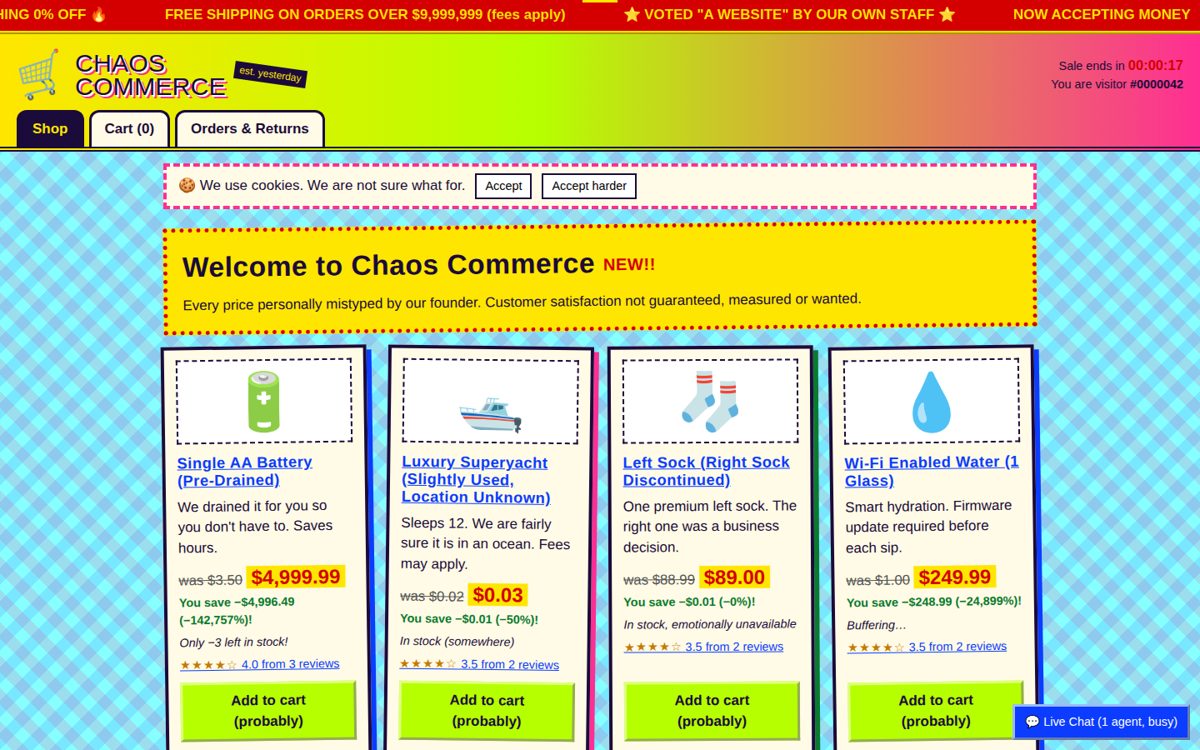 HING 0% OFF 🔥 FREE SHIPPING ON ORDERS OVER $9,999,999 (fees apply) ⭐ VOTED "A WEBSITE" BY OUR OWN STAFF ⭐ NOW ACCEPTING MONEY
CHAOS
COMMERCE
est. yesterday
Sale ends in 00:00:17
You are visitor #0000042
Shop
Cart (0)
Orders & Returns
🍪 We use cookies. We are not sure what for. Accept Accept harder
Welcome to Chaos Commerce NEW!!
Every price personally mistyped by our founder. Customer satisfaction not guaranteed, measured or wanted.
Single AA Battery
(Pre-Drained)
We drained it for you so
you don't have to. Saves
hours.
was $3.50 $4,999.99
You save −$4,996.49
(−142,757%)!
Only −3 left in stock!
★★★★☆ 4.0 from 3 reviews
Add to cart
(probably)
Luxury Superyacht
(Slightly Used,
Location Unknown)
Sleeps 12. We are fairly
sure it is in an ocean. Fees
may apply.
was $0.02 $0.03
You save −$0.01 (−50%)!
In stock (somewhere)
★★★★☆ 3.5 from 2 reviews
Add to cart
(probably)
Left Sock (Right Sock
Discontinued)
One premium left sock. The
right one was a business
decision.
was $88.99 $89.00
You save −$0.01 (−0%)!
In stock, emotionally unavailable
★★★★☆ 3.5 from 2 reviews
Add to cart
(probably)
Wi-Fi Enabled Water (1
Glass)
Smart hydration. Firmware
update required before
each sip.
was $1.00 $249.99
You save −$248.99 (−24,899%)!
Buffering…
★★★★☆ 3.5 from 2 reviews
Add to cart
(probably)
💬 Live Chat (1 agent, busy)